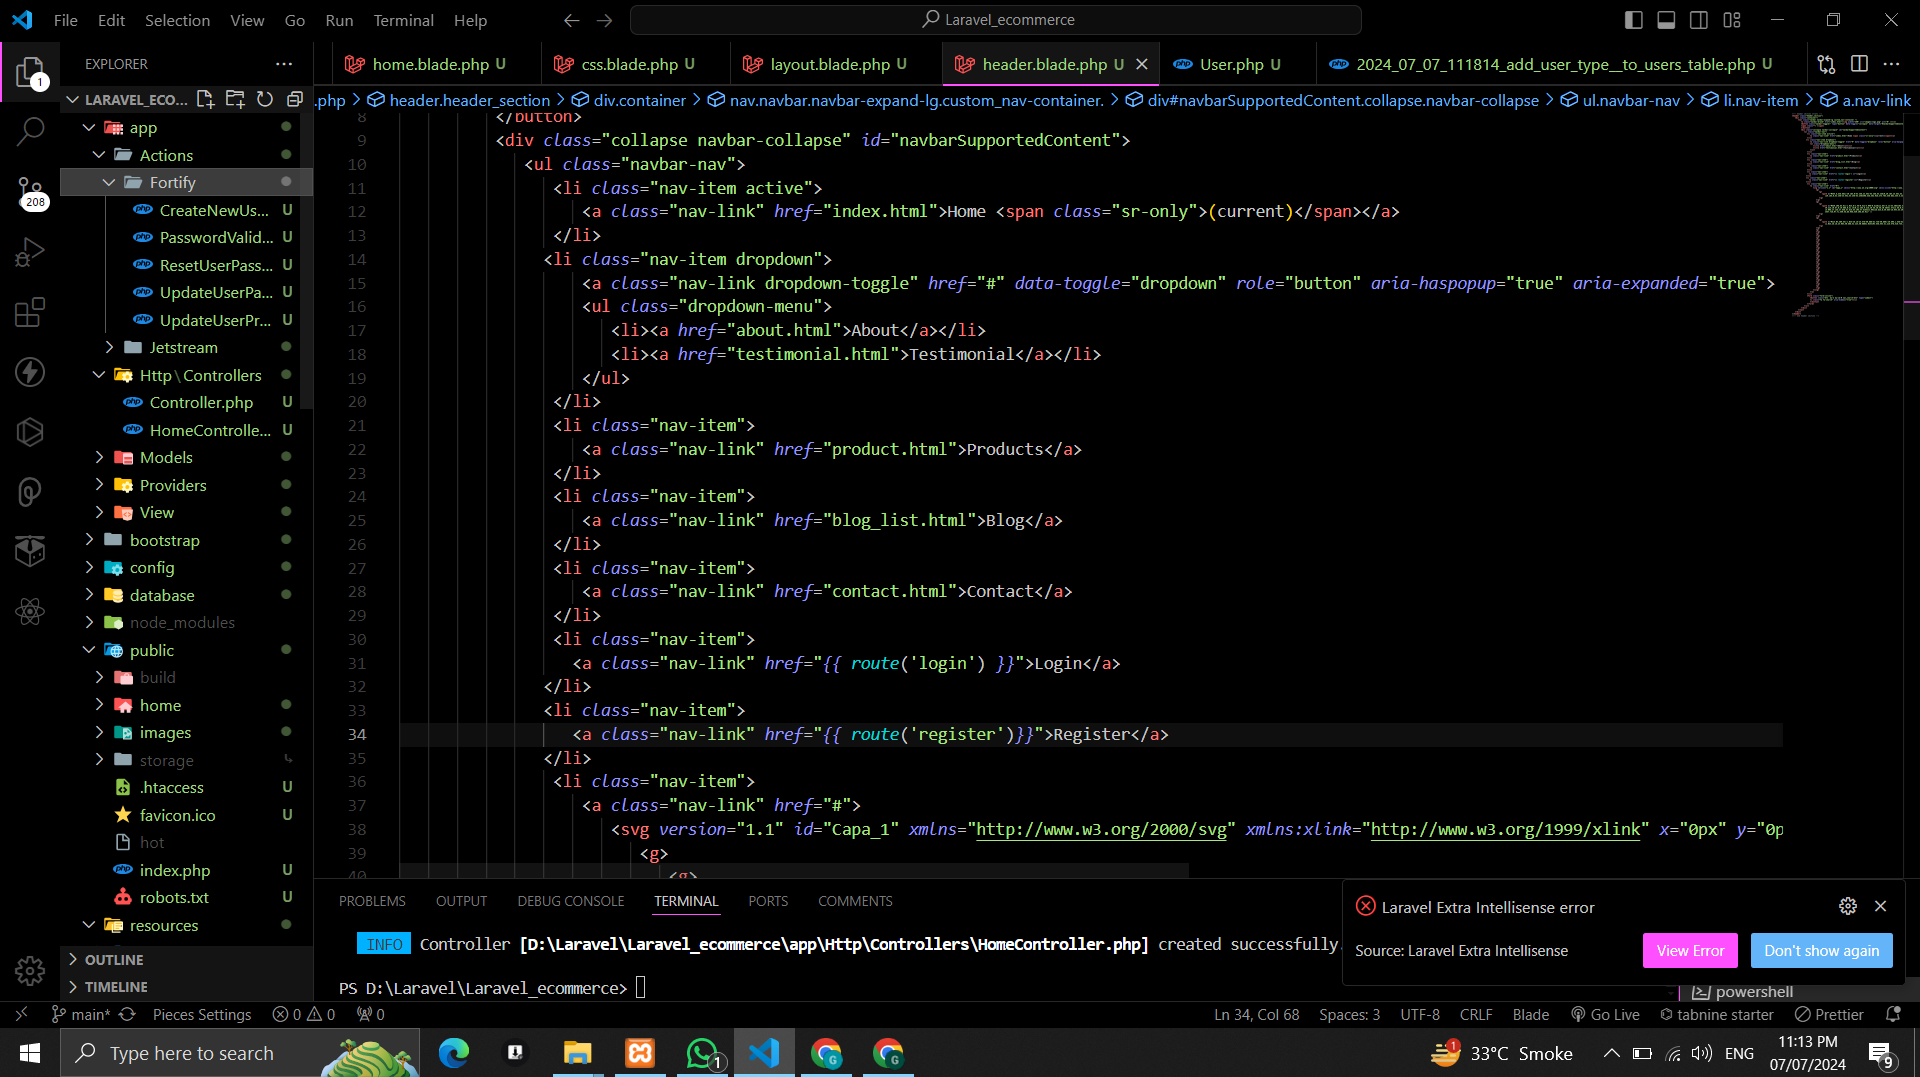 File Edit Selection View Go Run Terminal Help
Laravel_ecommerce
EXPLORER
home.blade.php U
css.blade.php U
layout.blade.php U
header.blade.php U
User.php U
2024_07_07_111814_add_user_type__to_users_table.php U
1
LARAVEL_ECO...
.php > header.header_section > div.container > nav.navbar.navbar-expand-lg.custom_nav-container. > div#navbarSupportedContent.collapse.navbar-collapse > ul.navbar-nav > li.nav-item > a.nav-link
208
app
Actions
Fortify
CreateNewUs... U
PasswordValid... U
ResetUserPass... U
UpdateUserPa... U
UpdateUserPr... U
Jetstream
Http\Controllers
Controller.php U
HomeControlle... U
Models
Providers
View
bootstrap
config
database
node_modules
public
build
home
images
storage
.htaccess U
favicon.ico U
hot
index.php U
robots.txt U
resources
OUTLINE
TIMELINE
8 </button>
9 <div class="collapse navbar-collapse" id="navbarSupportedContent">
10 <ul class="navbar-nav">
11 <li class="nav-item active">
12 <a class="nav-link" href="index.html">Home <span class="sr-only">(current)</span></a>
13 </li>
14 <li class="nav-item dropdown">
15 <a class="nav-link dropdown-toggle" href="#" data-toggle="dropdown" role="button" aria-haspopup="true" aria-expanded="true">
16 <ul class="dropdown-menu">
17 <li><a href="about.html">About</a></li>
18 <li><a href="testimonial.html">Testimonial</a></li>
19 </ul>
20 </li>
21 <li class="nav-item">
22 <a class="nav-link" href="product.html">Products</a>
23 </li>
24 <li class="nav-item">
25 <a class="nav-link" href="blog_list.html">Blog</a>
26 </li>
27 <li class="nav-item">
28 <a class="nav-link" href="contact.html">Contact</a>
29 </li>
30 <li class="nav-item">
31 <a class="nav-link" href="{{ route('login') }}">Login</a>
32 </li>
33 <li class="nav-item">
34 <a class="nav-link" href="{{ route('register')}}">Register</a>
35 </li>
36 <li class="nav-item">
37 <a class="nav-link" href="#">
38 <svg version="1.1" id="Capa_1" xmlns="http://www.w3.org/2000/svg" xmlns:xlink="http://www.w3.org/1999/xlink" x="0px" y="0p
39 <g>
40 <g>
PROBLEMS OUTPUT DEBUG CONSOLE TERMINAL PORTS COMMENTS
INFO Controller [D:\Laravel\Laravel_ecommerce\app\Http\Controllers\HomeController.php] created successfully.
PS D:\Laravel\Laravel_ecommerce>
Laravel Extra Intellisense error
Source: Laravel Extra Intellisense
View Error
Don't show again
powershell
main* Pieces Settings 0 0 0
Ln 34, Col 68 Spaces: 3 UTF-8 CRLF Blade Go Live tabnine starter Prettier
Type here to search
1
1 33°C Smoke
ENG
11:13 PM
07/07/2024
9